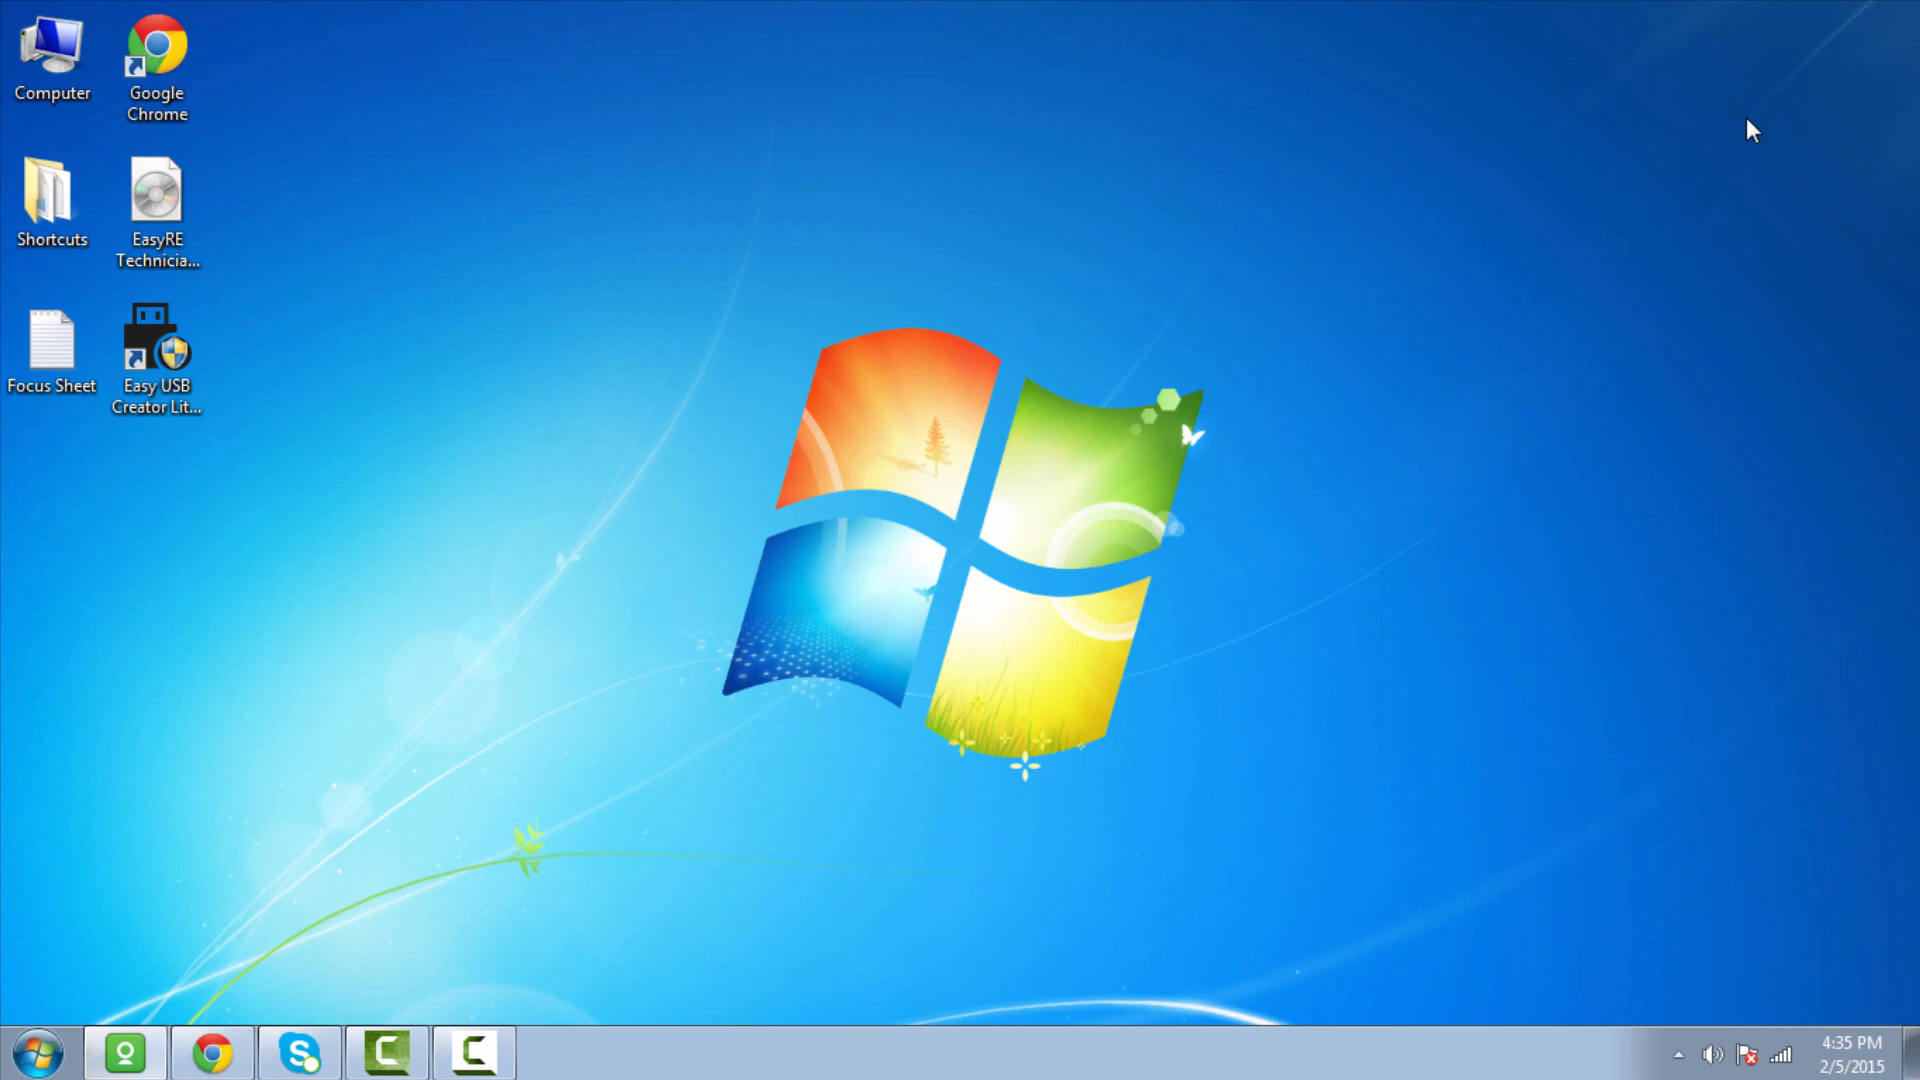 Computer
Google
Chrome
Shortcuts
EasyRE
Technicia...
Focus Sheet
Easy USB
Creator Lit...
4:35 PM
2/5/2015